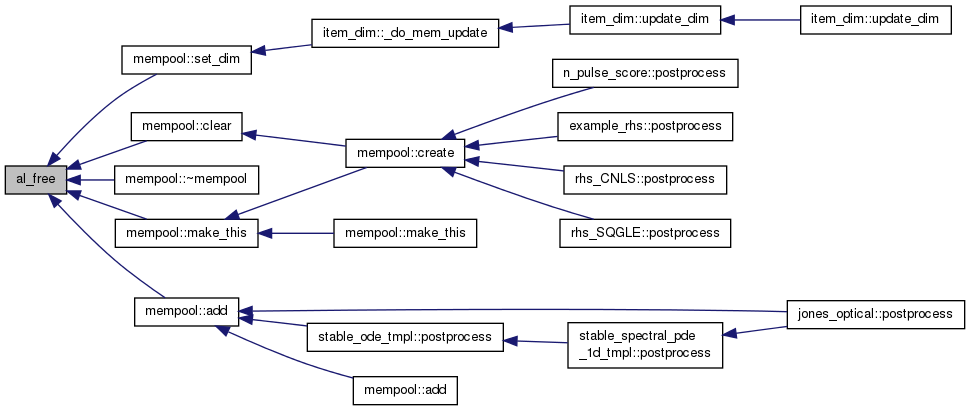 al_free
mempool::set_dim
item_dim::_do_mem_update
item_dim::update_dim
item_dim::update_dim
mempool::clear
mempool::~mempool
mempool::make_this
mempool::create
n_pulse_score::postprocess
example_rhs::postprocess
rhs_CNLS::postprocess
rhs_SQGLE::postprocess
mempool::make_this
mempool::add
stable_ode_tmpl::postprocess
stable_spectral_pde
_1d_tmpl::postprocess
jones_optical::postprocess
mempool::add